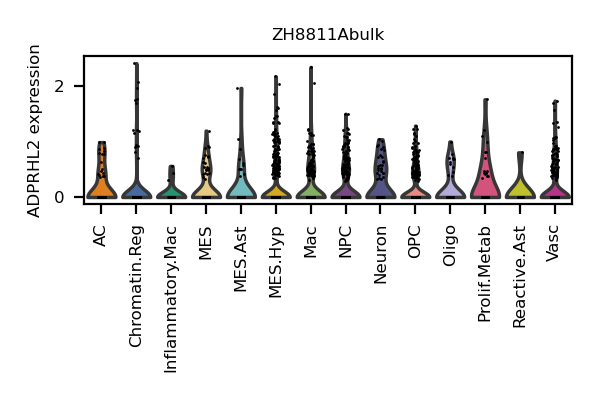 ZH8811Abulk
ADPRHL2 expression
2
0
AC
Chromatin.Reg
Inflammatory.Mac
MES
MES.Ast
MES.Hyp
Mac
NPC
Neuron
OPC
Oligo
Prolif.Metab
Reactive.Ast
Vasc